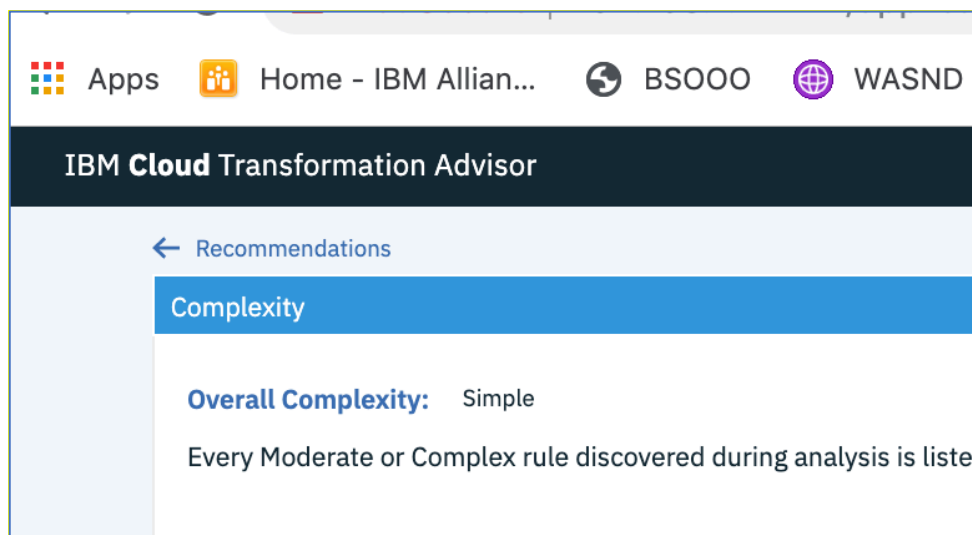 Apps Home - IBM Allian... BSOOO WASND
IBM Cloud Transformation Advisor
← Recommendations
Complexity
Overall Complexity: Simple
Every Moderate or Complex rule discovered during analysis is liste